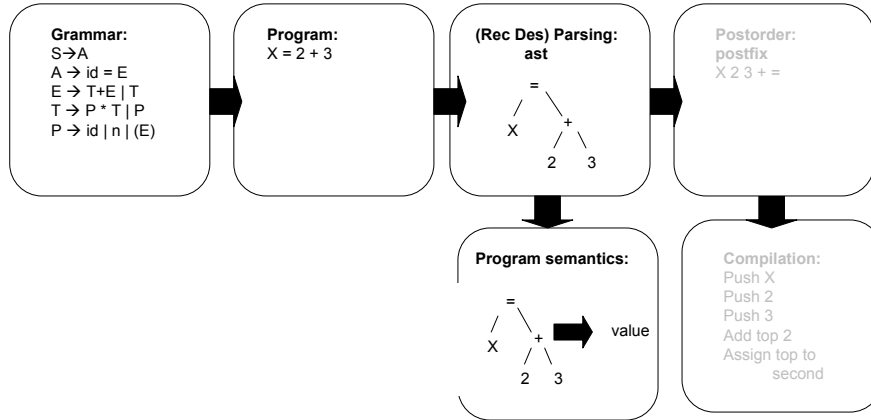 Grammar:
S→A
A → id = E
E → T+E | T
T → P * T | P
P → id | n | (E)
Program:
X = 2 + 3
(Rec Des) Parsing:
ast
=
X
+
2 3
Postorder:
postfix
X 2 3 + =
Program semantics:
=
X
+
2 3
value
Compilation:
Push X
Push 2
Push 3
Add top 2
Assign top to
second